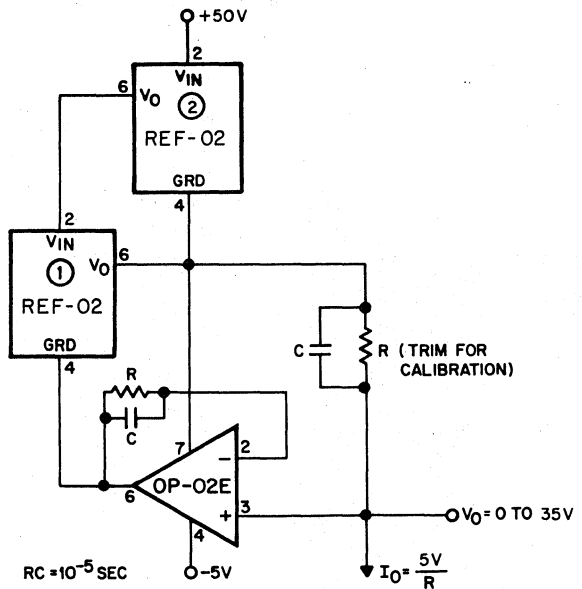 +50V
2
6
VIN
VO
2
REF-02
GRD
4
2
VIN
6
VO
1
REF-02
GRD
4
R
C
C
R (TRIM FOR
CALIBRATION)
7
2
−
OP-02E
6
+
3
4
VO = 0 TO 35V
-5V
RC = 10-5 SEC
IO = 5V
R